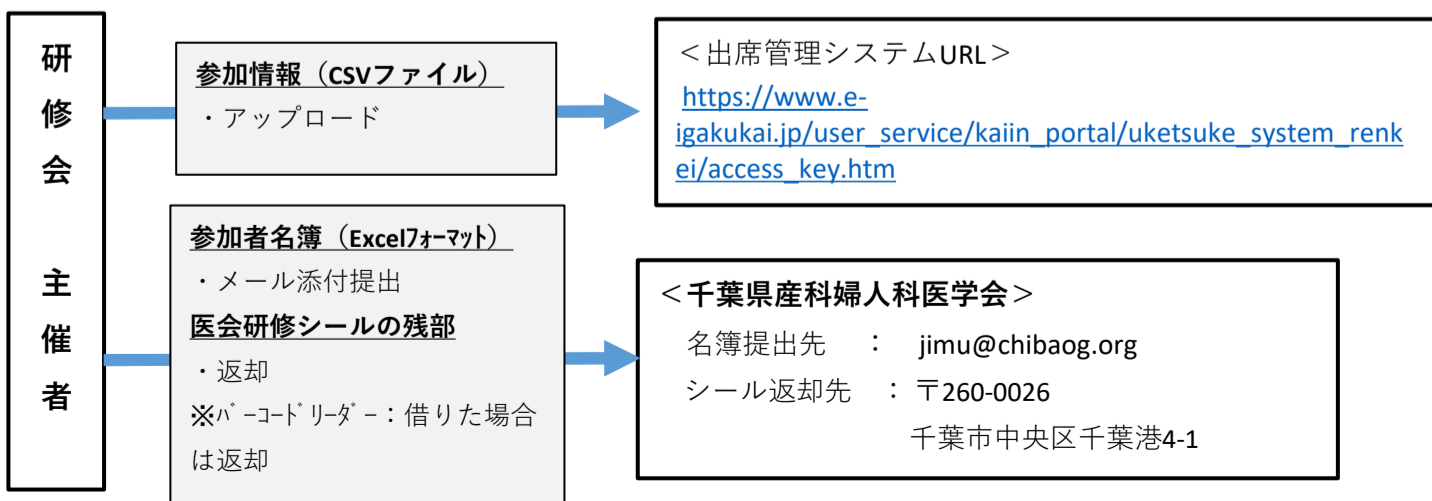 研修会 主催者
参加情報（CSVファイル）
・アップロード
＜出席管理システムURL＞
https://www.e-
igakukai.jp/user_service/kaiin_portal/uketsuke_system_renk
ei/access_key.htm
参加者名簿（Excelﾌｫｰﾏｯﾄ）
・メール添付提出
医会研修シールの残部
・返却
※ﾊﾞｰｺｰﾄﾞﾘｰﾀﾞｰ：借りた場合
は返却
＜千葉県産科婦人科医学会＞
名簿提出先 ： jimu@chibaog.org
シール返却先 ：〒260-0026
千葉市中央区千葉港4-1